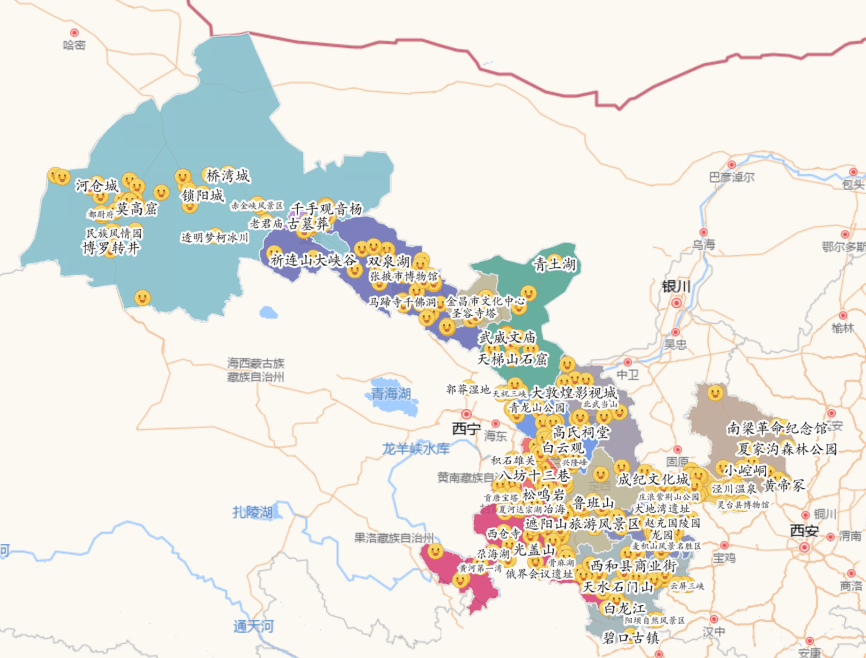 哈密
巴彦淖尔
包头
鄂尔多斯
乌海
银川
榆林
吴忠
中卫
河仓城
桥湾城
锁阳城
都尉府
莫高窟
赤金峡风景区
千手观音杨
老君庙
古墓葬
民族风情园
博罗转井
透明梦柯冰川
祁连山大峡谷
双泉湖
张掖市博物馆
青土湖
马蹄寺千佛洞
金昌市文化中心
圣容寺塔
武威文庙
天梯山石窟
海西蒙古族
藏族自治州
青海湖
郭莽湿地
天祝三峡
大敦煌影视城
青龙山公园
北武当山
西宁
海东
高氏祠堂
白云观
南梁革命纪念馆
夏家沟森林公园
龙羊峡水库
积石雄关
兴隆峰
固原
小崆峒
黄南藏族自治
八坊十三巷
成纪文化城
泾川温泉
黄帝冢
首唐宝塔
松鸣岩
庄浪紫荆山公园
灵台县博物馆
扎陵湖
夏河达宗湖
冶海
鲁班山
大地湾遗址
铜川
果洛藏族自治州
西仓寺
遮阳山旅游风景区
赵充国陵园
西安
渭南
龙园
尕海湖
光盖山
麦积山风景名胜区
宝鸡
黄河第一湾
骨麻湖
俄界会议遗址
西和县商业街
天水石门山
云屏三峡
商洛
通天河
白龙江
阳坝自然风景区
汉中
碧口古镇
安康